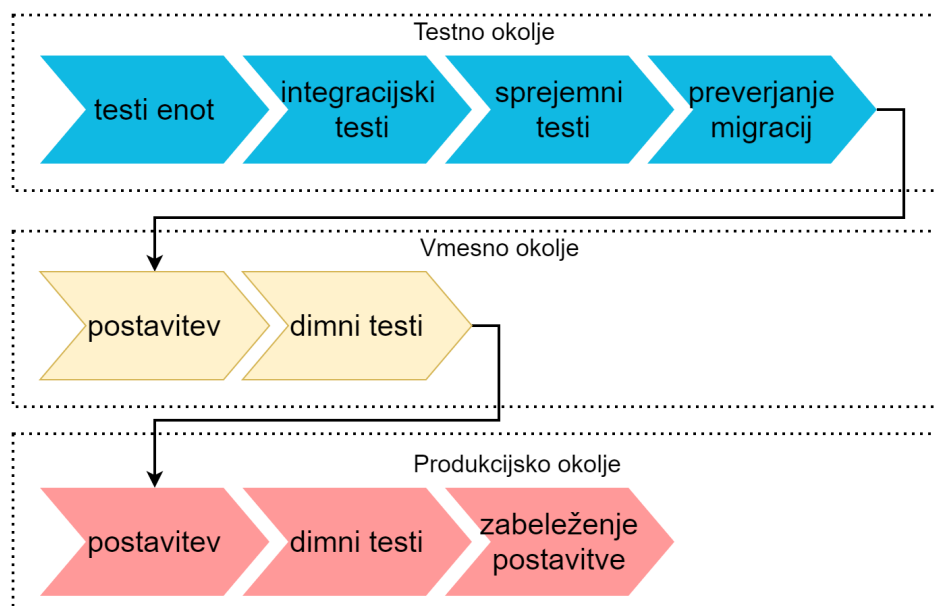 Testno okolje
testi enot
integracijski
testi
sprejemni
testi
preverjanje
migracij
Vmesno okolje
postavitev
dimni testi
Produkcijsko okolje
postavitev
dimni testi
zabeleženje
postavitve